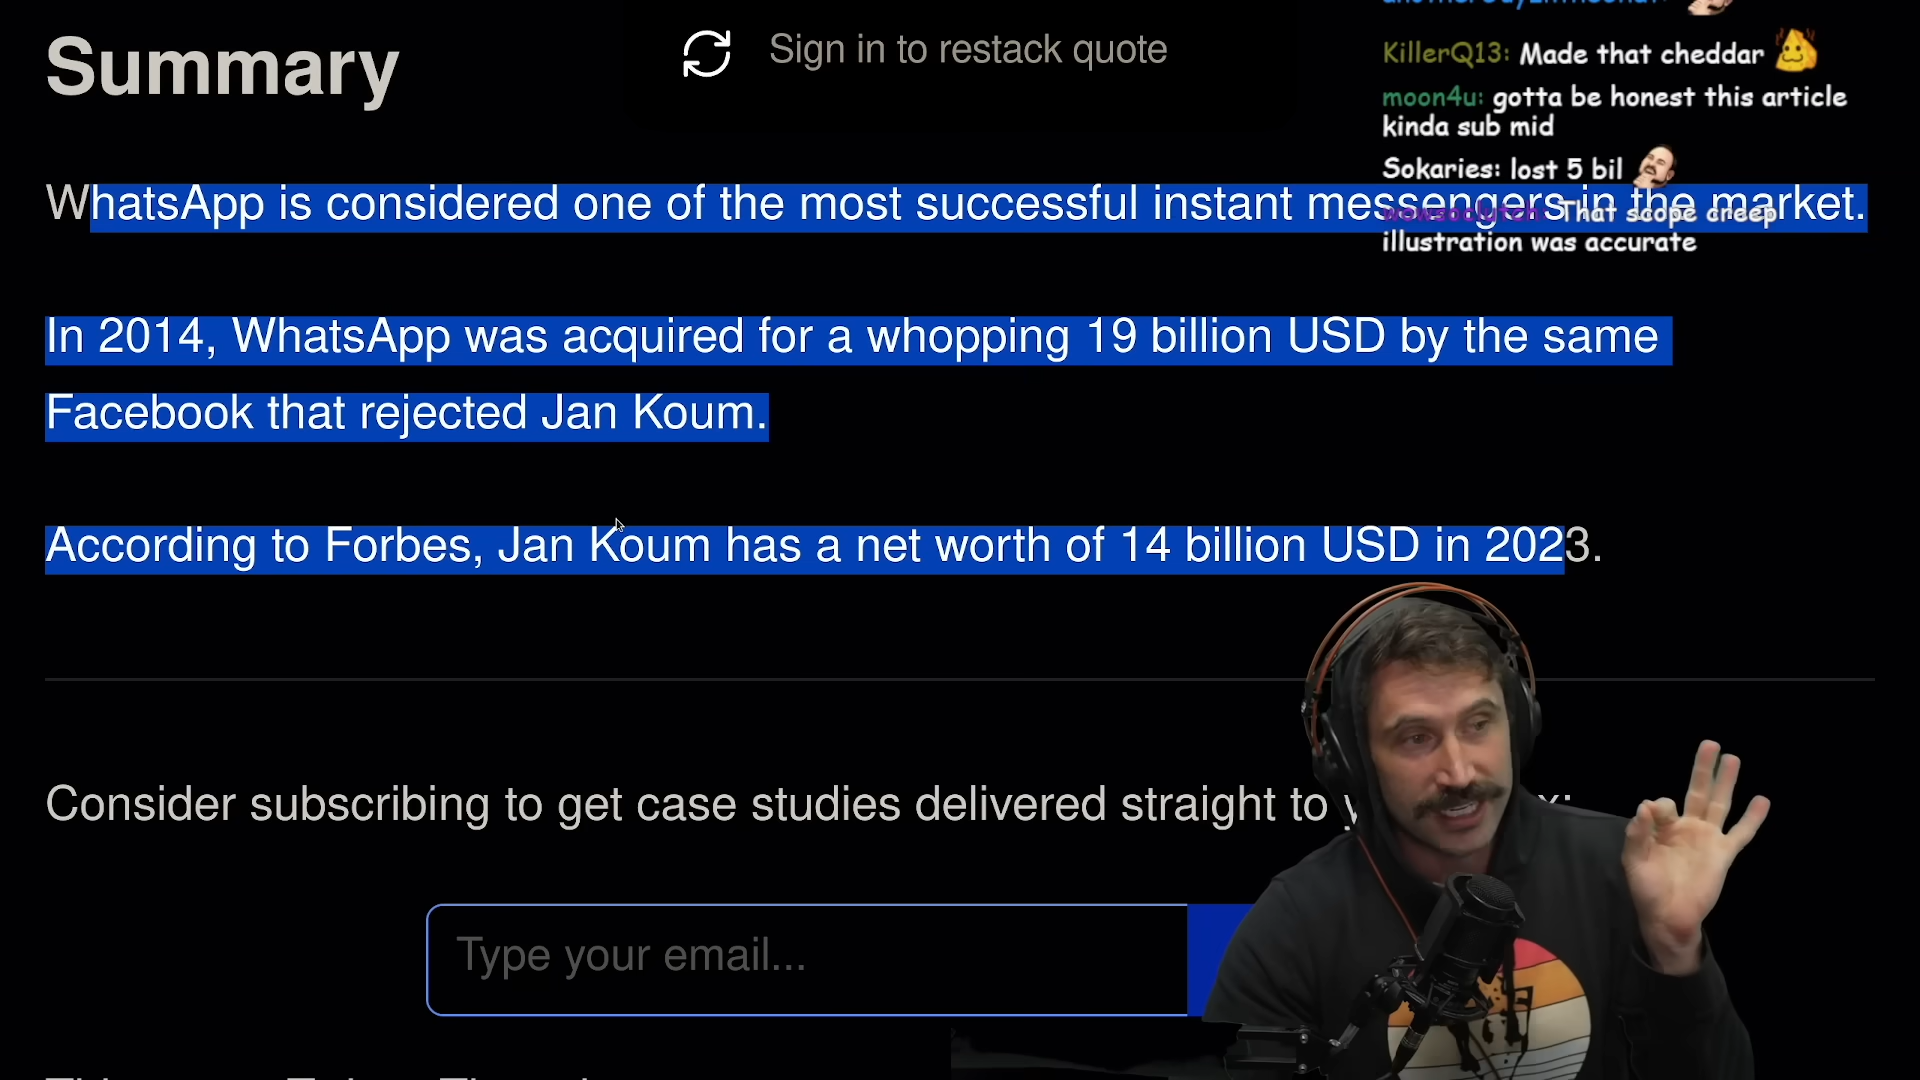 Summary
Sign in to restack quote
KillerQ13: Made that cheddar
moon4u: gotta be honest this article
kinda sub mid
Sokaries: lost 5 bil
That scope creep
illustration was accurate
WhatsApp is considered one of the most successful instant messengers in the market.
In 2014, WhatsApp was acquired for a whopping 19 billion USD by the same
Facebook that rejected Jan Koum.
According to Forbes, Jan Koum has a net worth of 14 billion USD in 2023.
Consider subscribing to get case studies delivered straight to
Type your email...